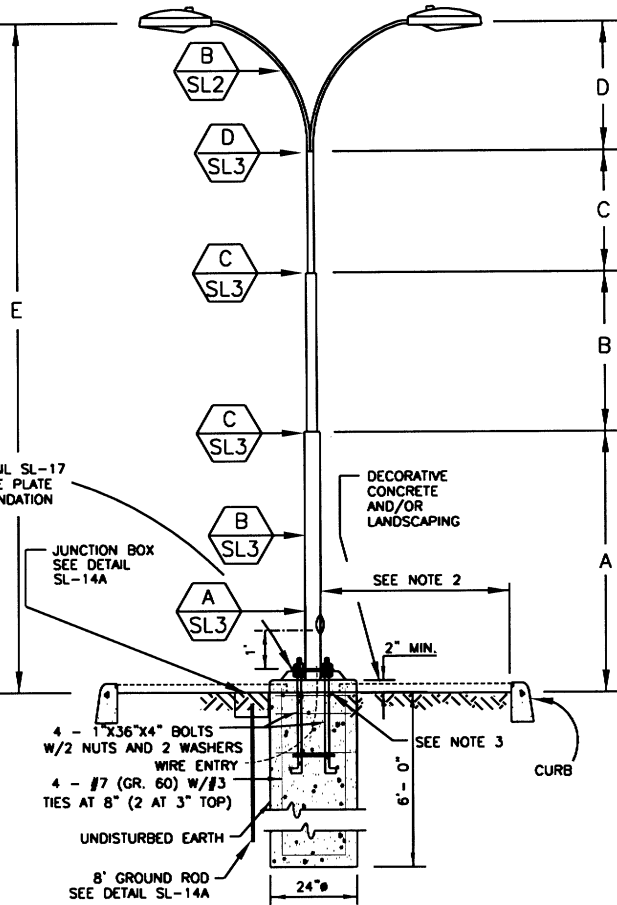 B
SL2
D
D
SL3
C
C
SL3
E
B
C
SL3
SL-17
PLATE
DECORATIVE
CONCRETE
AND/OR
LANDSCAPING
B
SL3
JUNCTION BOX
SEE DETAIL
SL-14A
A
SEE NOTE 2
A
SL3
1'
2" MIN.
4 - 1"X36"X4" BOLTS
W/2 NUTS AND 2 WASHERS
WIRE ENTRY
SEE NOTE 3
CURB
4 - #7 (GR. 60) W/#3
TIES AT 8" (2 AT 3" TOP)
6'- 0"
UNDISTURBED EARTH
8' GROUND ROD
SEE DETAIL SL-14A
24"ø